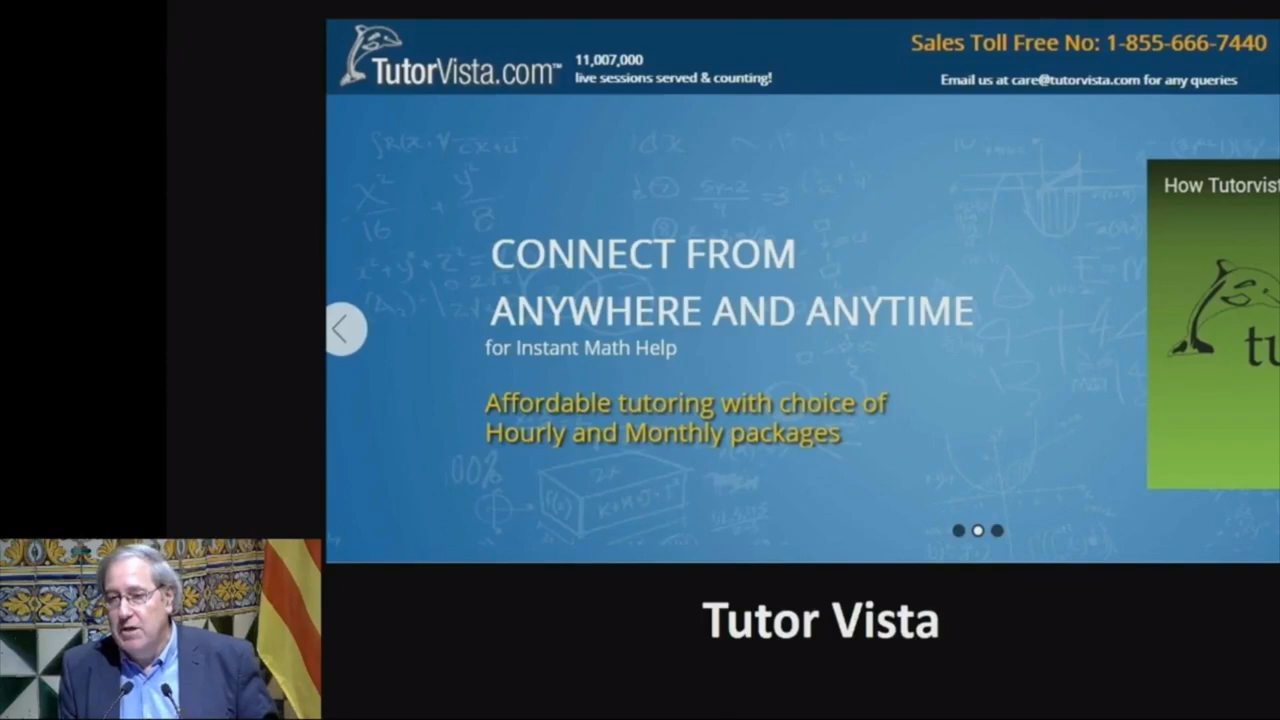 TutorVista.com™
11,007,000
live sessions served & counting!
Sales Toll Free No: 1-855-666-7440
Email us at care@tutorvista.com for any queries
How Tutorvist
CONNECT FROM
ANYWHERE AND ANYTIME
for Instant Math Help
Affordable tutoring with choice of
Hourly and Monthly packages
tu
Tutor Vista